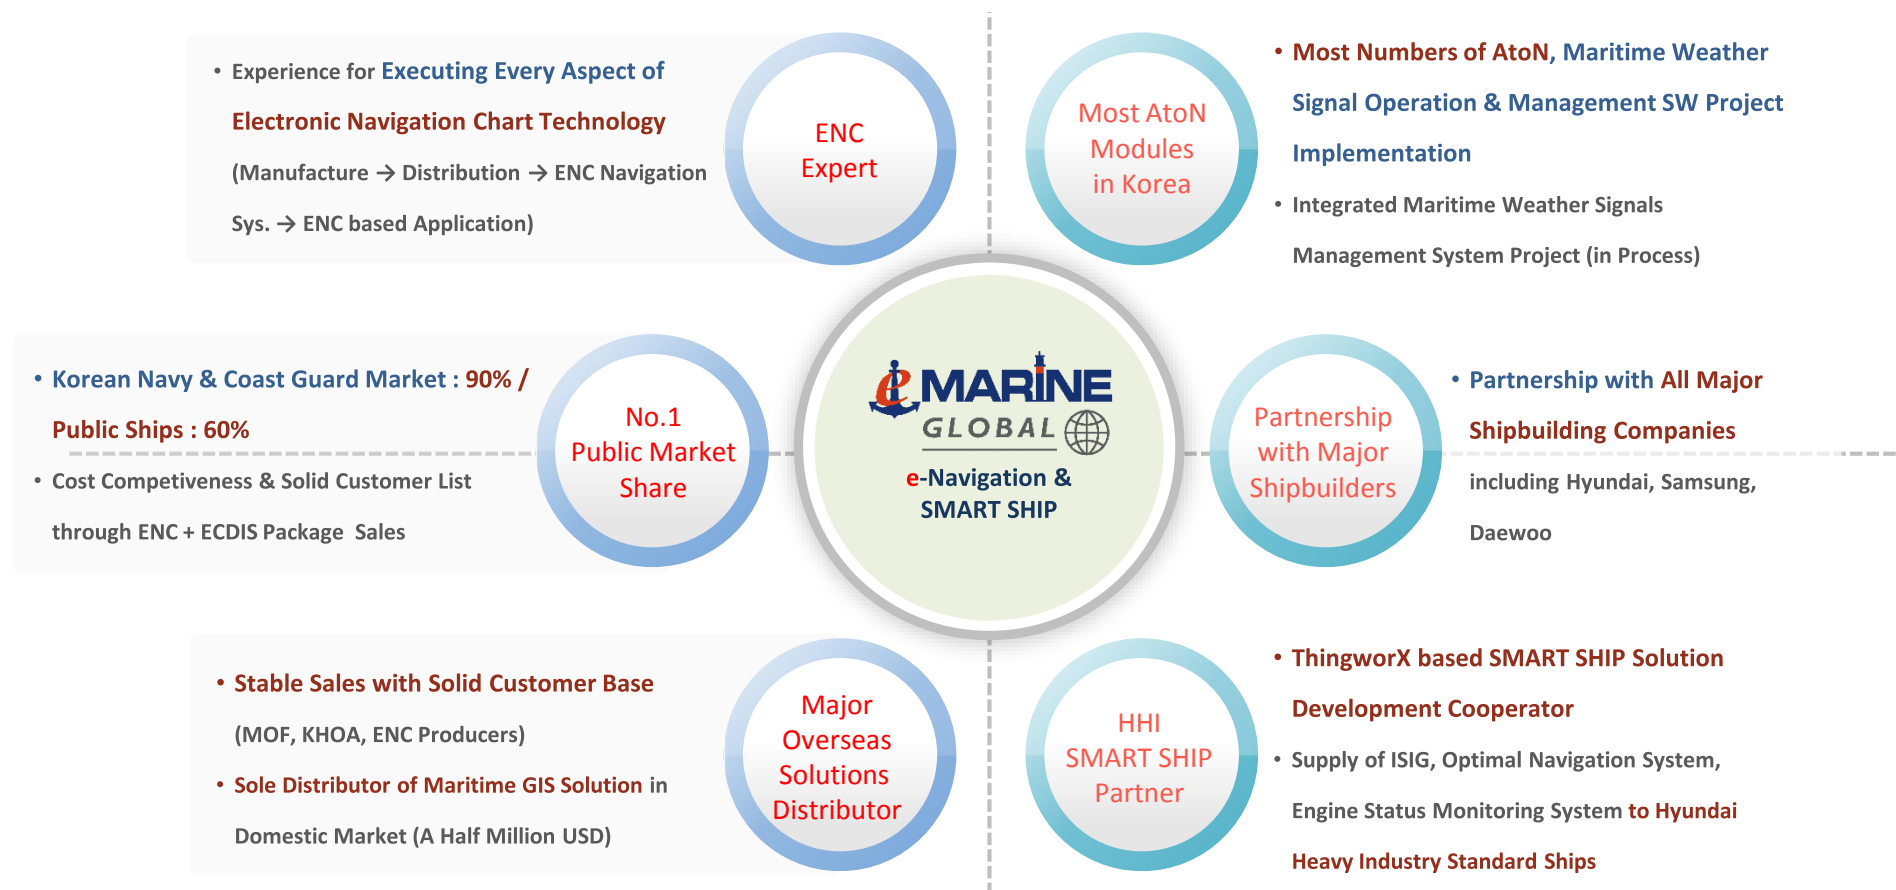 • Experience for Executing Every Aspect of
Electronic Navigation Chart Technology
(Manufacture → Distribution → ENC Navigation
Sys. → ENC based Application)
ENC
Expert
Most AtoN
Modules
in Korea
• Most Numbers of AtoN, Maritime Weather
Signal Operation & Management SW Project
Implementation
• Integrated Maritime Weather Signals
Management System Project (in Process)
• Korean Navy & Coast Guard Market : 90% /
Public Ships : 60%
• Cost Competiveness & Solid Customer List
through ENC + ECDIS Package Sales
No.1
Public Market
Share
e MARINE
GLOBAL
e-Navigation &
SMART SHIP
Partnership
with Major
Shipbuilders
• Partnership with All Major
Shipbuilding Companies
including Hyundai, Samsung,
Daewoo
• Stable Sales with Solid Customer Base
(MOF, KHOA, ENC Producers)
• Sole Distributor of Maritime GIS Solution in
Domestic Market (A Half Million USD)
Major
Overseas
Solutions
Distributor
HHI
SMART SHIP
Partner
• ThingworX based SMART SHIP Solution
Development Cooperator
• Supply of ISIG, Optimal Navigation System,
Engine Status Monitoring System to Hyundai
Heavy Industry Standard Ships